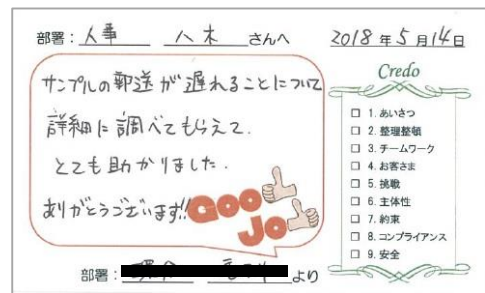 部署：人事 八木 さんへ
2018年5月14日
サンプルの郵送が遅れることについて
詳細に調べてもらえて、
とても助かりました.
ありがとうございます!!
GOO
JO
Credo
□ 1. あいさつ
□ 2. 整理整頓
□ 3. チームワーク
□ 4. お客さま
□ 5. 挑戦
□ 6. 主体性
□ 7. 約束
□ 8. コンプライアンス
□ 9. 安全
部署：
より